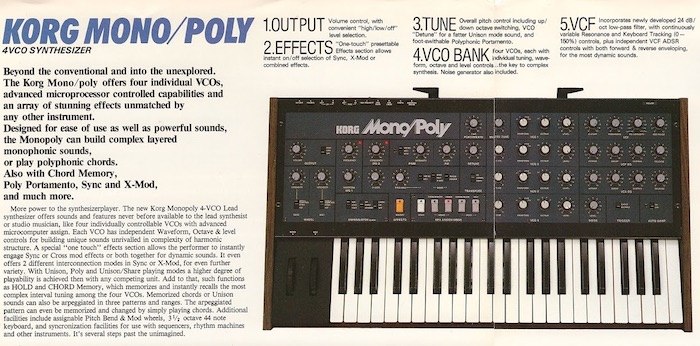 KORG MONO/POLY
4VCO SYNTHESIZER
Beyond the conventional and into the unexplored.
The Korg Mono/poly offers four individual VCOs,
advanced microprocessor controlled capabilities and
an array of stunning effects unmatched by
any other instrument.
Designed for ease of use as well as powerful sounds,
the Monopoly can build complex layered
monophonic sounds,
or play polyphonic chords.
Also with Chord Memory,
Poly Portamento, Sync and X-Mod,
and much more.
More power to the synthesizerplayer. The new Korg Monopoly 4-VCO Lead
synthesizer offers sounds and features never before available to the lead synthesist
or studio musician, like four individually controllable VCOs with advanced
microcomputer assign. Each VCO has independent Waveform, Octave & level
controls for building unique sounds unrivalled in complexity of harmonic
structure. A special "one touch" effects section allows the performer to instantly
engage Sync or Cross mod effects or both together for dynamic sounds. It even
offers 2 different interconnection modes in Sync or X-Mod, for even further
variety. With Unison, Poly and Unison/Share playing modes a higher degree of
playability is achieved then with any competing unit. Add to that, such functions
as HOLD and CHORD Memory, which memorizes and instantly recalls the most
complex interval tuning among the four VCOs. Memorized chords or Unison
sounds can also be arpeggiated in three patterns and ranges. The arpeggiated
pattern can even be memorized and changed by simply playing chords. Additional
facilities include assignable Pitch Bend & Mod wheels, 3½ octave 44 note
keyboard, and syncronization facilities for use with sequencers, rhythm machines
and other instruments. It's several steps past the unimagined.
1.OUTPUT Volume control, with
convenient "high/low/off"
level selection.
2.EFFECTS "One-touch" presettable
Effects section allows
instant on/off selection of Sync, X-Mod or
combined effects.
3.TUNE Overall pitch control including up/
down octave switching, VCO
"Detune" for a fatter Unison mode sound, and
foot-switchable Polyphonic Portamento.
4.VCO BANK Four VCOs, each with
individual tuning, wave-
form, octave and level controls ...the key to complex
synthesis. Noise generator also included.
5.VCF Incorporates newly developed 24 dB/
oct low-pass filter, with continuously
variable Resonance and Keyboard Tracking (0 —
150%) controls, plus independent VCF ADSR
controls with both forward & reverse enveloping,
for the most dynamic sounds.
KORG Mono/Poly